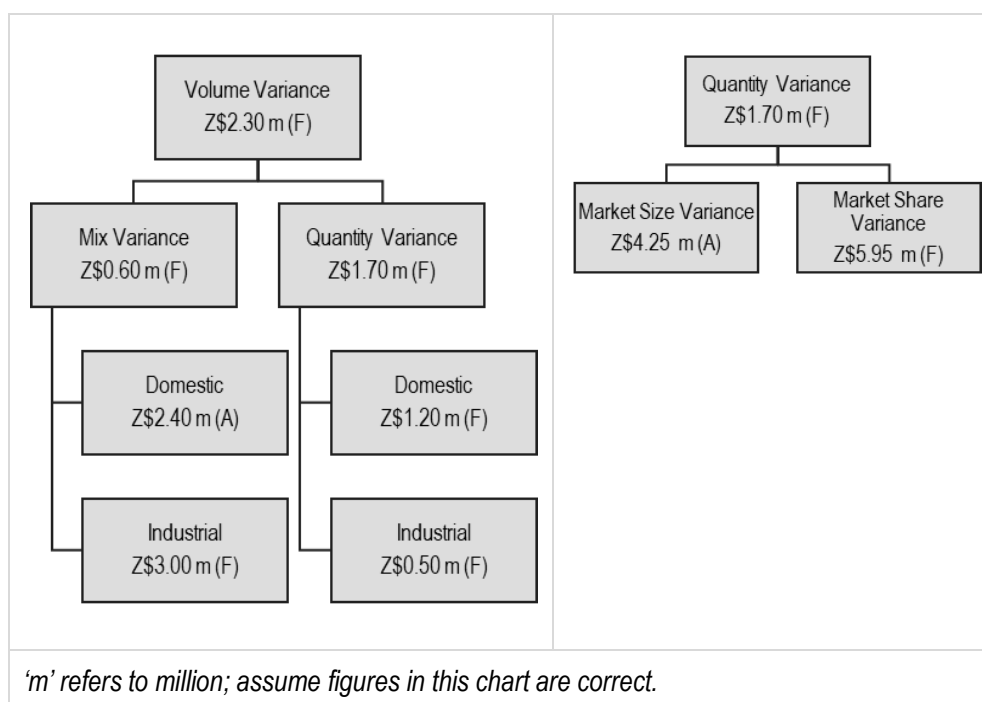 Volume Variance
Z$2.30 m (F)
Mix Variance
Z$0.60 m (F)
Quantity Variance
Z$1.70 m (F)
Domestic
Z$2.40 m (A)
Domestic
Z$1.20 m (F)
Industrial
Z$3.00 m (F)
Industrial
Z$0.50 m (F)
Quantity Variance
Z$1.70 m (F)
Market Size Variance
Z$4.25 m (A)
Market Share
Variance
Z$5.95 m (F)
‘m’ refers to million; assume figures in this chart are correct.